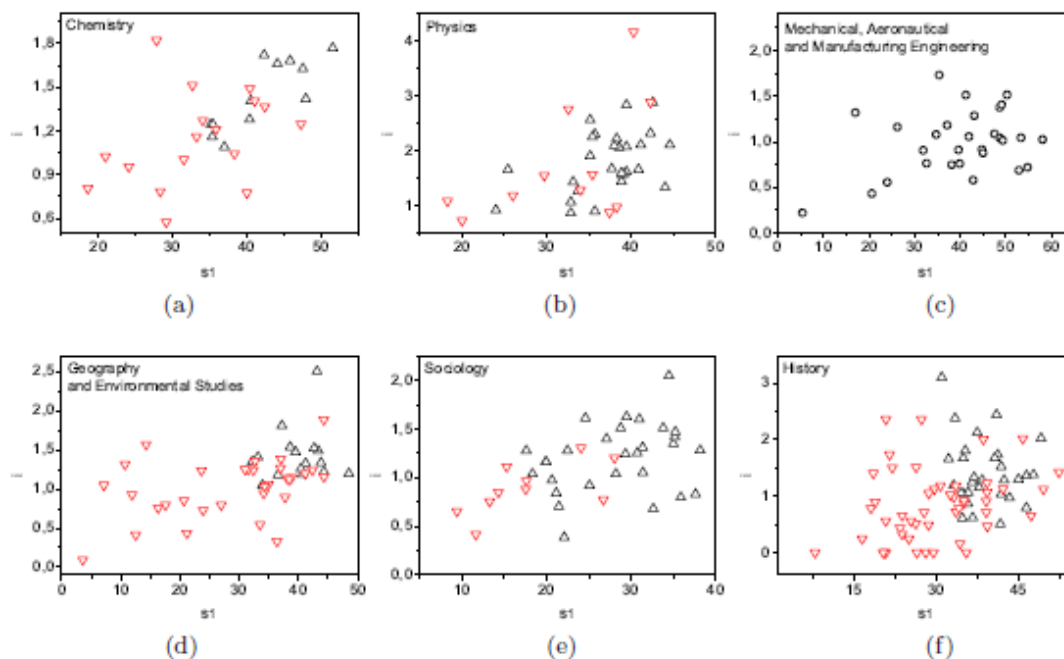 Chemistry
1,8
1,5
1,2
0,9
0,6
i
20 30 40 50
s1
(a)
Physics
4
3
2
1
i
20 30 40 50
s1
(b)
Mechanical, Aeronautical
and Manufacturing Engineering
2,0
1,5
1,0
0,5
0,0
i
0 10 20 30 40 50 60
s1
(c)
Geography
and Environmental Studies
2,5
2,0
1,5
1,0
0,5
0,0
i
0 10 20 30 40 50
s1
(d)
Sociology
2,0
1,5
1,0
0,5
0,0
i
10 20 30 40
s1
(e)
History
3
2
1
0
i
15 30 45
s1
(f)